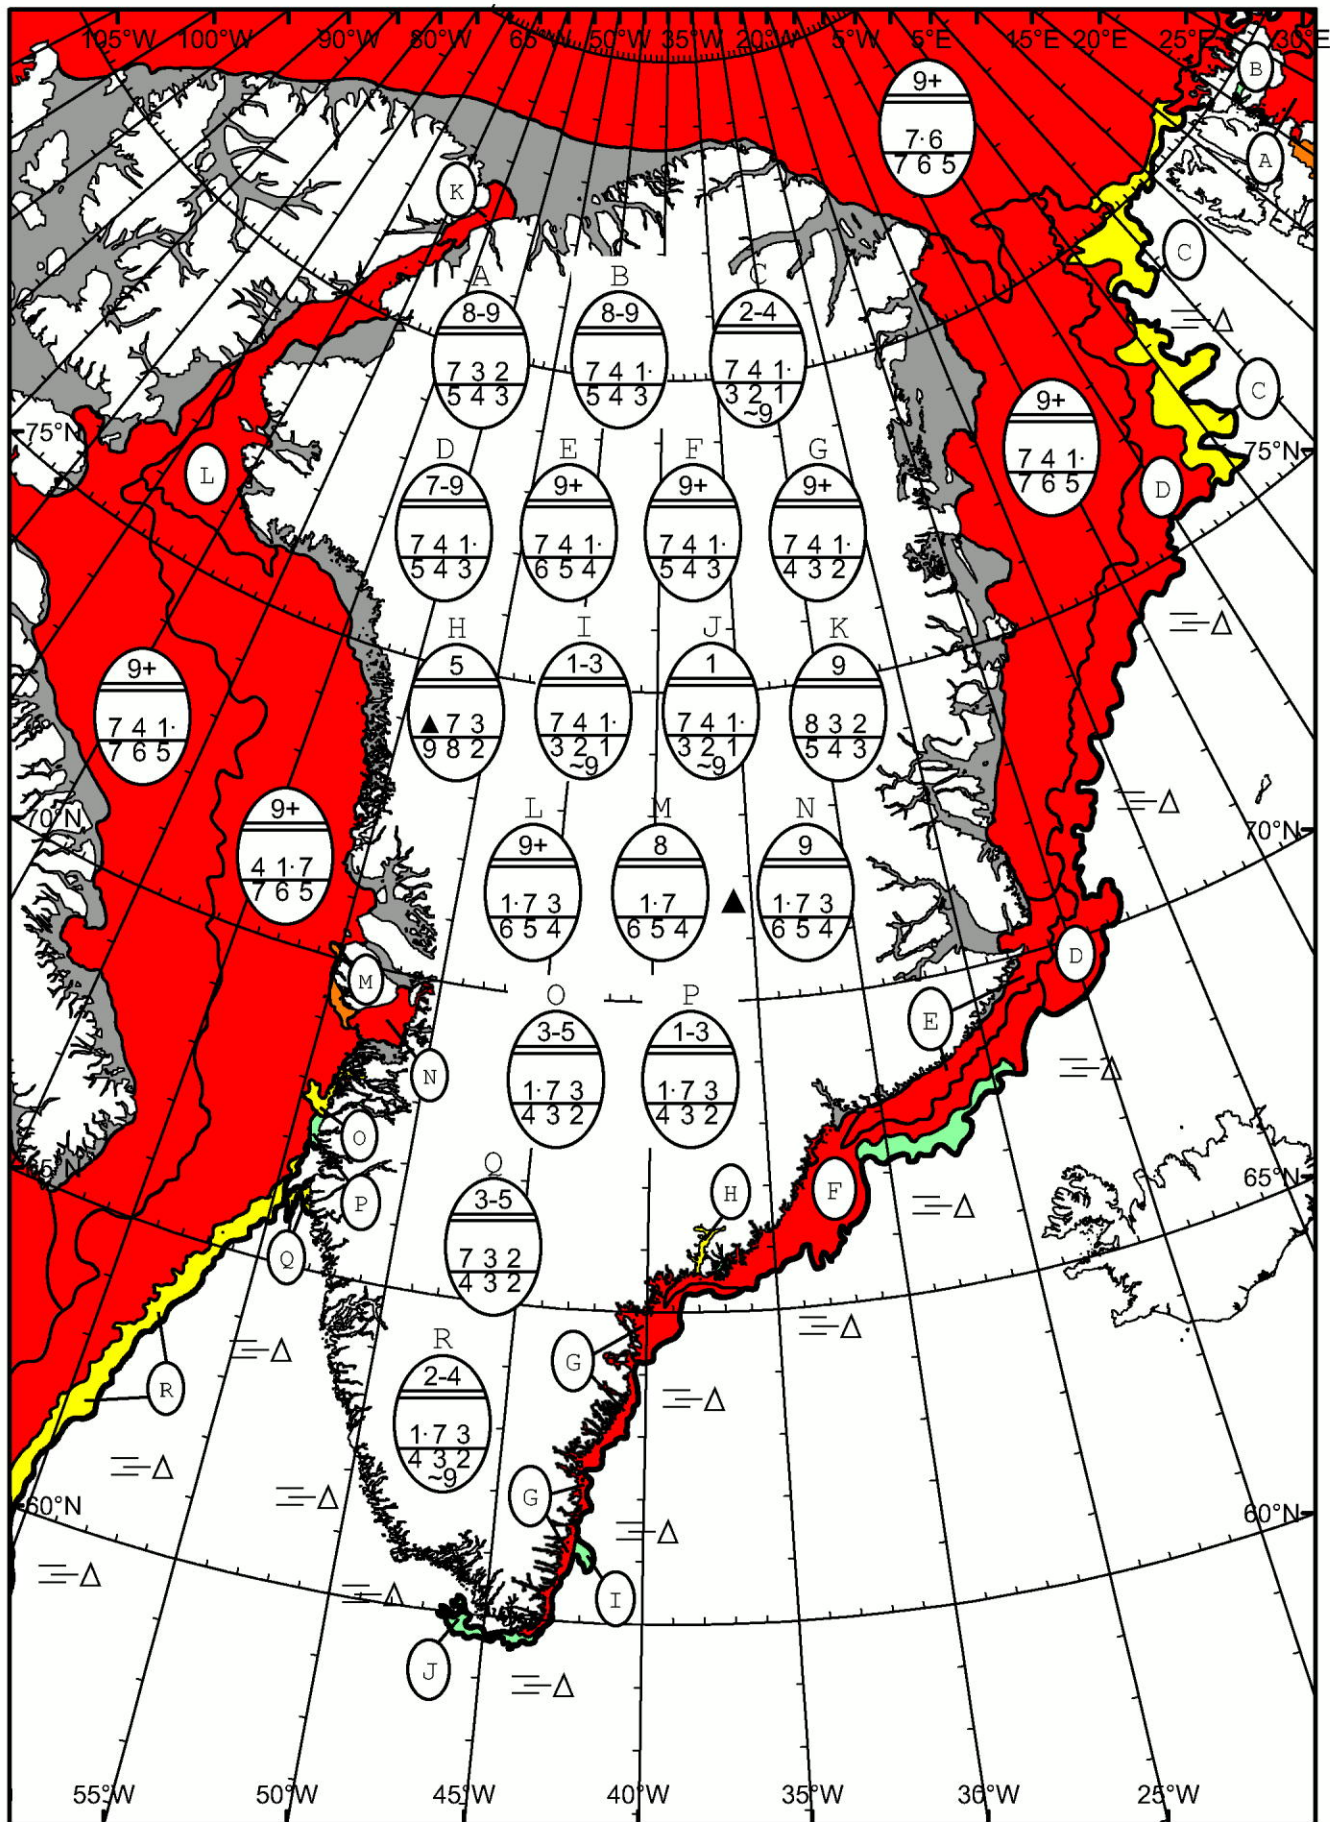 105°W 100°W 90°W 80°W 65°W 50°W 35°W 20°W 5°W 5°E 15°E 20°E 25°E 30°E
B
9+
7·6
7 6 5
A
K
C
A B C
8-9 8-9 2-4
7 3 2 7 4 1· 7 4 1·
5 4 3 5 4 3 3 2 1
~9
C
9+
7 4 1·
7 6 5
75°N 75°N
L D
D E F G
7-9 9+ 9+ 9+
7 4 1· 7 4 1· 7 4 1· 7 4 1·
5 4 3 6 5 4 5 4 3 4 3 2
H I J K
5 1-3 1 9
▲ 7 3 7 4 1· 7 4 1· 8 3 2
9 8 2 3 2 1 3 2 1 5 4 3
~9 ~9
9+
7 4 1·
7 6 5
70°N 70°N
9+
4 1·7
7 6 5
L M N
9+ 8 9
1·7 3 1·7 ▲ 1·7 3
6 5 4 6 5 4 6 5 4
M D
E
O P
3-5 1-3
1·7 3 1·7 3
4 3 2 4 3 2
N
O
65°N 65°N
P H F
Q
3-5
7 3 2
4 3 2
Q
R
2-4
1·7 3
4 3 2
~9
G
R
G
60°N 60°N
I
J
55°W 50°W 45°W 40°W 35°W 30°W 25°W